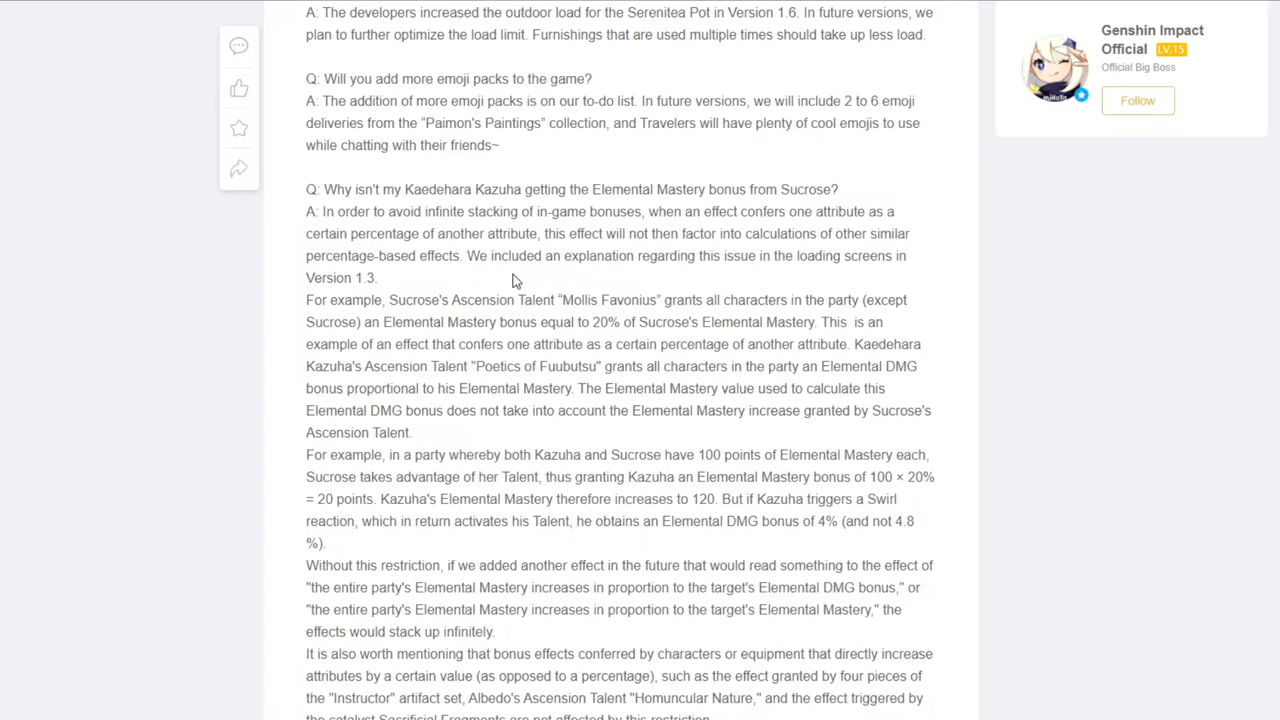 A: The developers increased the outdoor load for the Serenitea Pot in Version 1.6. In future versions, we
plan to further optimize the load limit. Furnishings that are used multiple times should take up less load.
Q: Will you add more emoji packs to the game?
A: The addition of more emoji packs is on our to-do list. In future versions, we will include 2 to 6 emoji
deliveries from the “Paimon's Paintings” collection, and Travelers will have plenty of cool emojis to use
while chatting with their friends~
Q: Why isn't my Kaedehara Kazuha getting the Elemental Mastery bonus from Sucrose?
A: In order to avoid infinite stacking of in-game bonuses, when an effect confers one attribute as a
certain percentage of another attribute, this effect will not then factor into calculations of other similar
percentage-based effects. We included an explanation regarding this issue in the loading screens in
Version 1.3.
For example, Sucrose's Ascension Talent “Mollis Favonius” grants all characters in the party (except
Sucrose) an Elemental Mastery bonus equal to 20% of Sucrose's Elemental Mastery. This is an
example of an effect that confers one attribute as a certain percentage of another attribute. Kaedehara
Kazuha's Ascension Talent "Poetics of Fuubutsu" grants all characters in the party an Elemental DMG
bonus proportional to his Elemental Mastery. The Elemental Mastery value used to calculate this
Elemental DMG bonus does not take into account the Elemental Mastery increase granted by Sucrose's
Ascension Talent.
For example, in a party whereby both Kazuha and Sucrose have 100 points of Elemental Mastery each,
Sucrose takes advantage of her Talent, thus granting Kazuha an Elemental Mastery bonus of 100 × 20%
= 20 points. Kazuha's Elemental Mastery therefore increases to 120. But if Kazuha triggers a Swirl
reaction, which in return activates his Talent, he obtains an Elemental DMG bonus of 4% (and not 4.8
%).
Without this restriction, if we added another effect in the future that would read something to the effect of
"the entire party's Elemental Mastery increases in proportion to the target's Elemental DMG bonus," or
"the entire party's Elemental Mastery increases in proportion to the target's Elemental Mastery," the
effects would stack up infinitely.
It is also worth mentioning that bonus effects conferred by characters or equipment that directly increase
attributes by a certain value (as opposed to a percentage), such as the effect granted by four pieces of
the "Instructor" artifact set, Albedo's Ascension Talent "Homuncular Nature," and the effect triggered by
the catalyst Sacrificial Fragments are not affected by this restriction.
Genshin Impact
Official LV.15
Official Big Boss
miHoYo
Follow